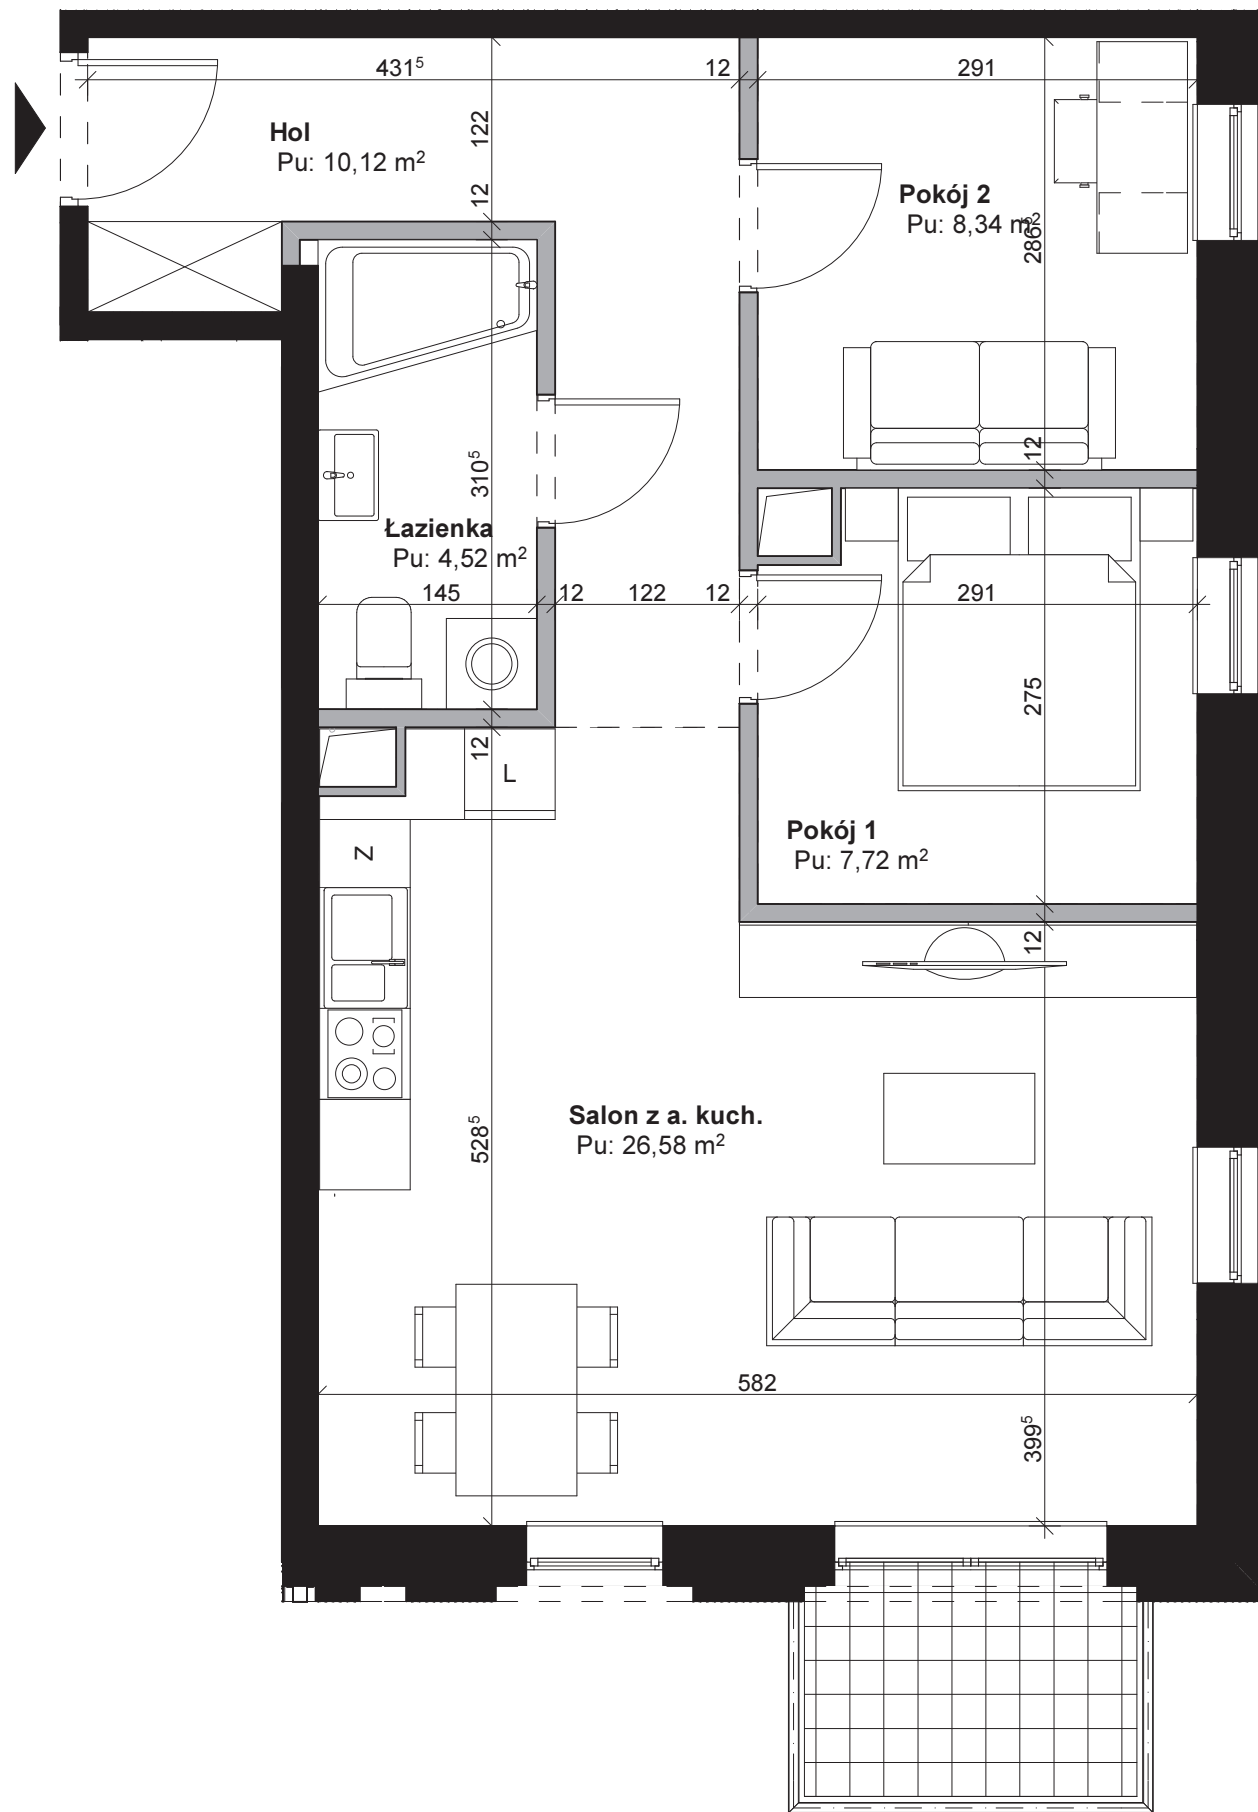 431⁵
12
291
122
Hol
Pu: 10,12 m²
12
Pokój 2
Pu: 8,34 m²
286⁵
12
310⁵
Łazienka
Pu: 4,52 m²
145
12
122
12
291
275
12
L
Z
Pokój 1
Pu: 7,72 m²
12
Salon z a. kuch.
Pu: 26,58 m²
528⁵
582
399⁵